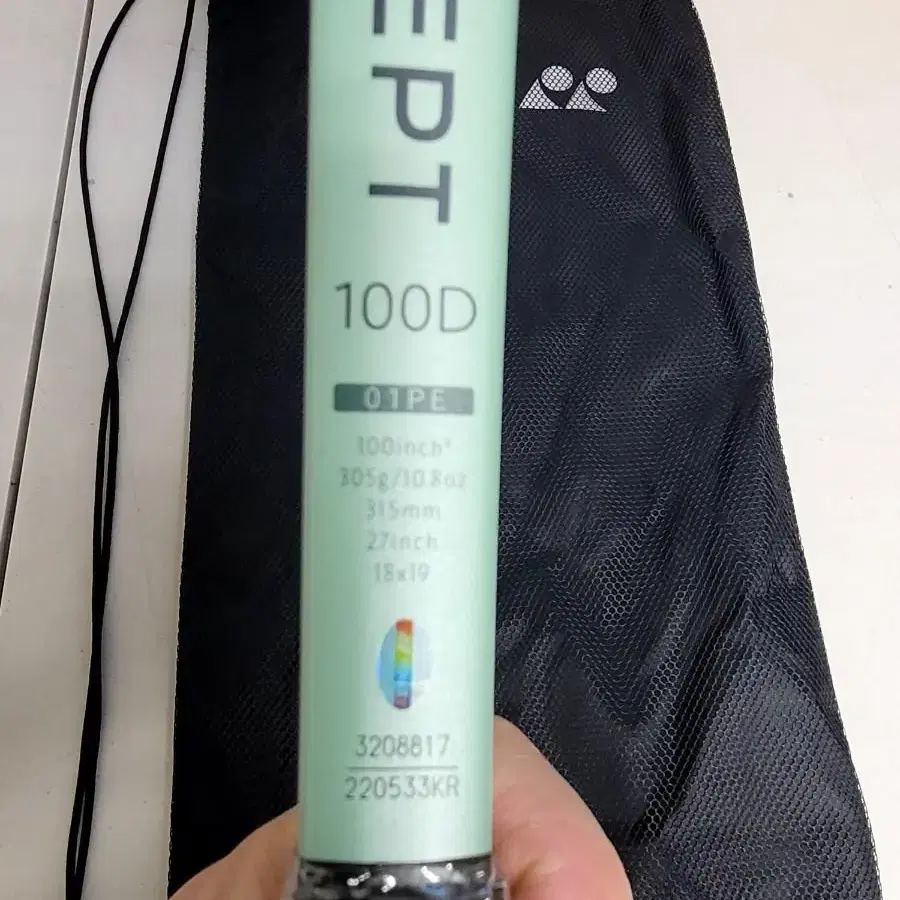 EPT
100D
01PE
100inch²
305g/10.8oz
315mm
27inch
18x19
3208817
220533KR